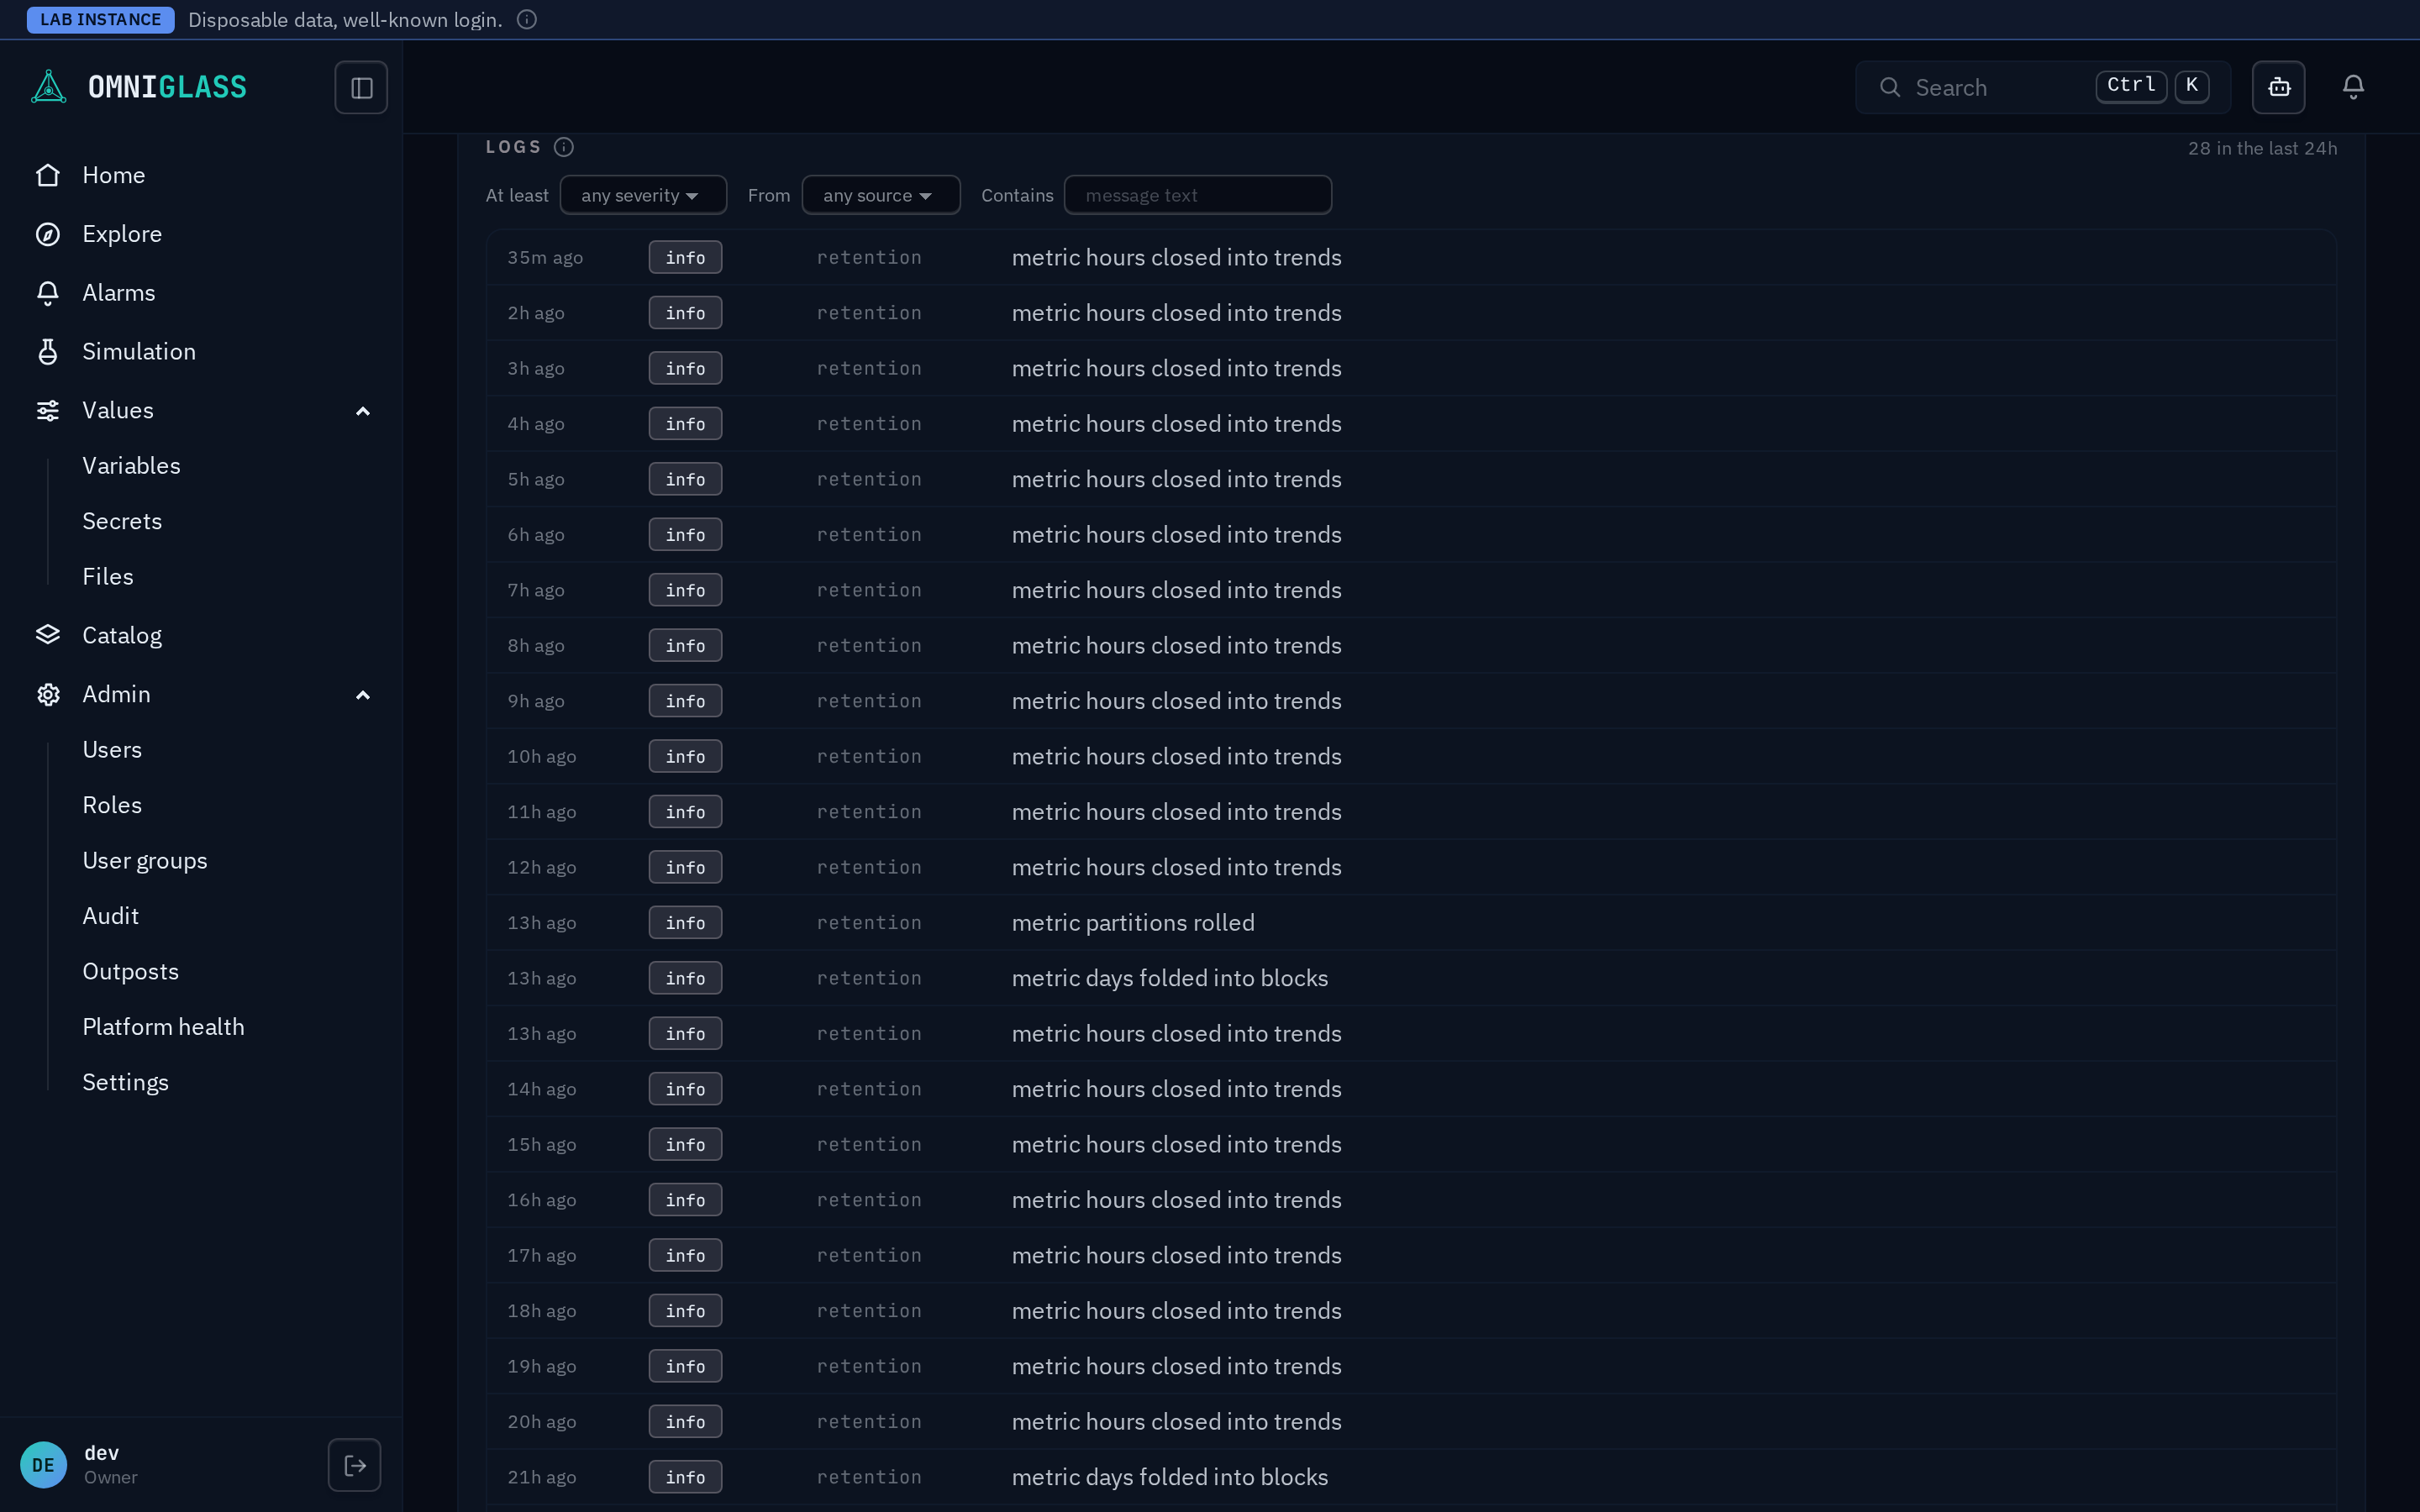 LAB INSTANCE Disposable data, well-known login.
OMNIGLASS
Search Ctrl K
Home
Explore
Alarms
Simulation
Values
Variables
Secrets
Files
Catalog
Admin
Users
Roles
User groups
Audit
Outposts
Platform health
Settings
DE dev
Owner
LOGS 28 in the last 24h
At least any severity From any source Contains message text
35m ago info retention metric hours closed into trends
2h ago info retention metric hours closed into trends
3h ago info retention metric hours closed into trends
4h ago info retention metric hours closed into trends
5h ago info retention metric hours closed into trends
6h ago info retention metric hours closed into trends
7h ago info retention metric hours closed into trends
8h ago info retention metric hours closed into trends
9h ago info retention metric hours closed into trends
10h ago info retention metric hours closed into trends
11h ago info retention metric hours closed into trends
12h ago info retention metric hours closed into trends
13h ago info retention metric partitions rolled
13h ago info retention metric days folded into blocks
13h ago info retention metric hours closed into trends
14h ago info retention metric hours closed into trends
15h ago info retention metric hours closed into trends
16h ago info retention metric hours closed into trends
17h ago info retention metric hours closed into trends
18h ago info retention metric hours closed into trends
19h ago info retention metric hours closed into trends
20h ago info retention metric hours closed into trends
21h ago info retention metric days folded into blocks